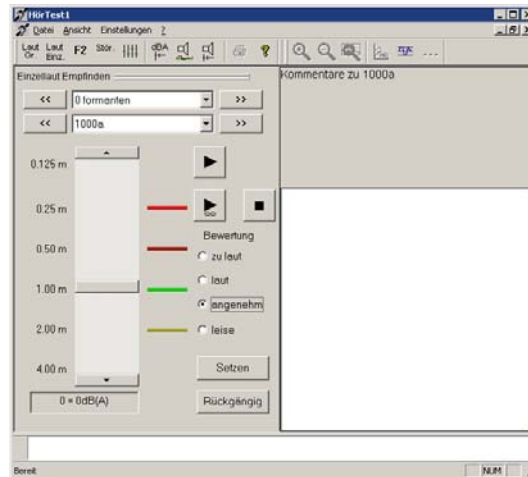 HörTest1
Datei Ansicht Einstellungen ?
Laut Gr. Laut Einz. F2 Stör. dBA
Einzellaut Empfinden
Kommentare zu 1000a
<< 0 formanten >>
<< 1000a >>
0.125 m
0.25 m
Bewertung
0.50 m
zu laut
laut
1.00 m
angenehm
2.00 m
leise
4.00 m
Setzen
0 = 0dB(A)
Rückgängig
Bereit
NUM